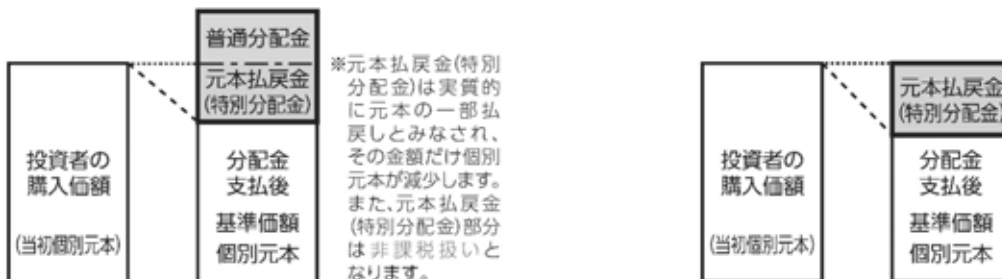 普通分配金
元本払戻金
(特別分配金)
投資者の
購入価額
(当初個別元本)
分配金
支払後
基準価額
個別元本
※元本払戻金(特別
分配金)は実質的
に元本の一部払
戻しとみなされ、
その金額だけ個別
元本が減少します。
また、元本払戻金
(特別分配金)部分
は非課税扱いと
なります。
投資者の
購入価額
(当初個別元本)
元本払戻金
(特別分配金)
分配金
支払後
基準価額
個別元本